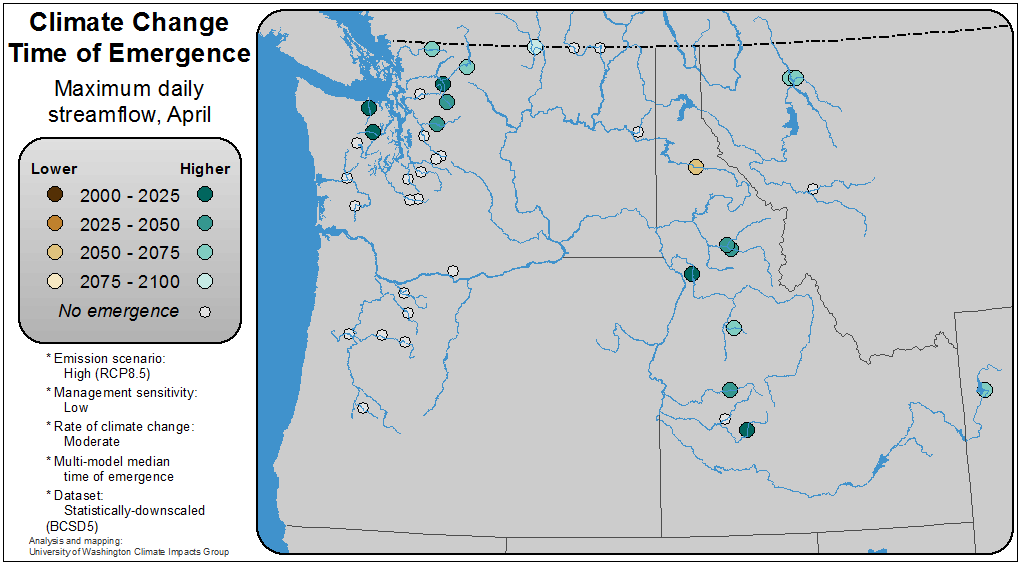 Climate Change
Time of Emergence
Maximum daily
streamflow, April
Lower Higher
2000 - 2025
2025 - 2050
2050 - 2075
2075 - 2100
No emergence
* Emission scenario:
High (RCP8.5)
* Management sensitivity:
Low
* Rate of climate change:
Moderate
* Multi-model median
time of emergence
* Dataset:
Statistically-downscaled
(BCSD5)
Analysis and mapping:
University of Washington Climate Impacts Group